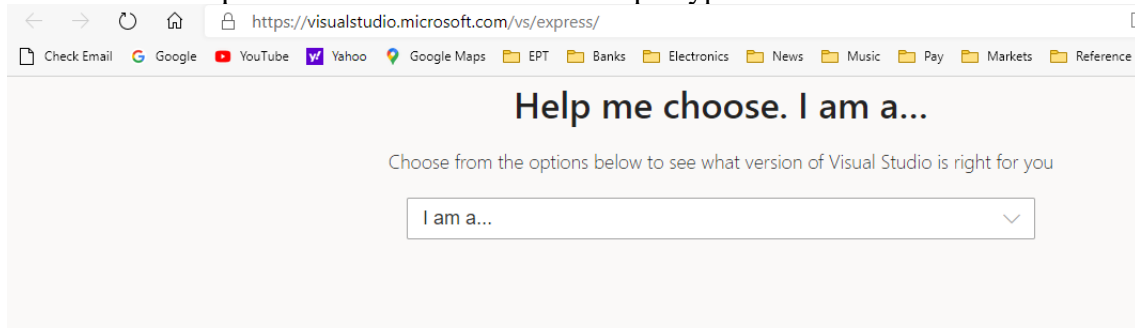 https://visualstudio.microsoft.com/vs/express/
Check Email Google YouTube Yahoo Google Maps EPT Banks Electronics News Music Pay Markets Reference
Help me choose. I am a...
Choose from the options below to see what version of Visual Studio is right for you
I am a...